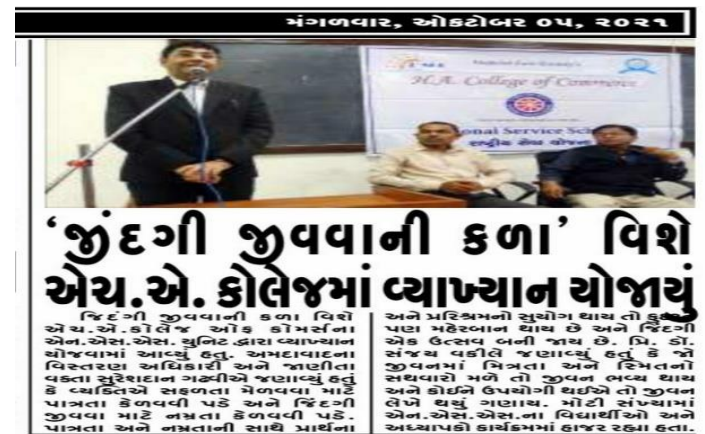 મંગળવાર, ઓક્ટોબર ૦૫, ૨૦૨૧
H.A. College of Commerce
onal Service Sc
રાષ્ટ્રીય સેવા યોજના
‘જીંદગી જીવવાની કળા’ વિશે
એચ.એ. કોલેજમાં વ્યાખ્યાન યોજાયું
જિદંગી જીવવાની કળા વિશે
એચ.એ.કોલેજ ઓફ કોમર્સના
એન.એસ.એસ. યુનિટ દ્વારા વ્યાખ્યાન
યોજવામાં આવ્યું હતુ. અમદાવાદના
વિસ્તરણ અધિકારી અને જાણીતા
વક્તા સુરેશદાન ગઢવીએ જણાવ્યું હતું
કે વ્યક્તિએ સફળતા મેળવવા માટે
પાત્રતા કેળવવી પડે અને જિંદગી
જીવવા માટે નમ્રતા કેળવવી પડે.
પાત્રતા અને નમ્રતાની સાથે પ્રાર્થના
અને પ્રરિશ્રમનો સુયોગ થાય તો કુદરત
પણ મહેરબાન થાય છે અને જિંદગી
એક ઉત્સવ બની જાય છે. પ્રિ. ડૉ.
સંજય વકીલે જણાવ્યું હતું કે જો
જીવનમાં મિત્રતા અને સ્મિતનો
સથવારો મળે તો જીવન ભવ્ય થાય
અને કોઈને ઉપયોગી થઈએ તો જીવન
લેખે થયું ગણાય. મોટી સંખ્યામાં
એન.એસ.એસ.ના વિદ્યાર્થીઓ અને
અધ્યાપકો કાર્યક્રમમાં હાજર રહ્યા હતા.